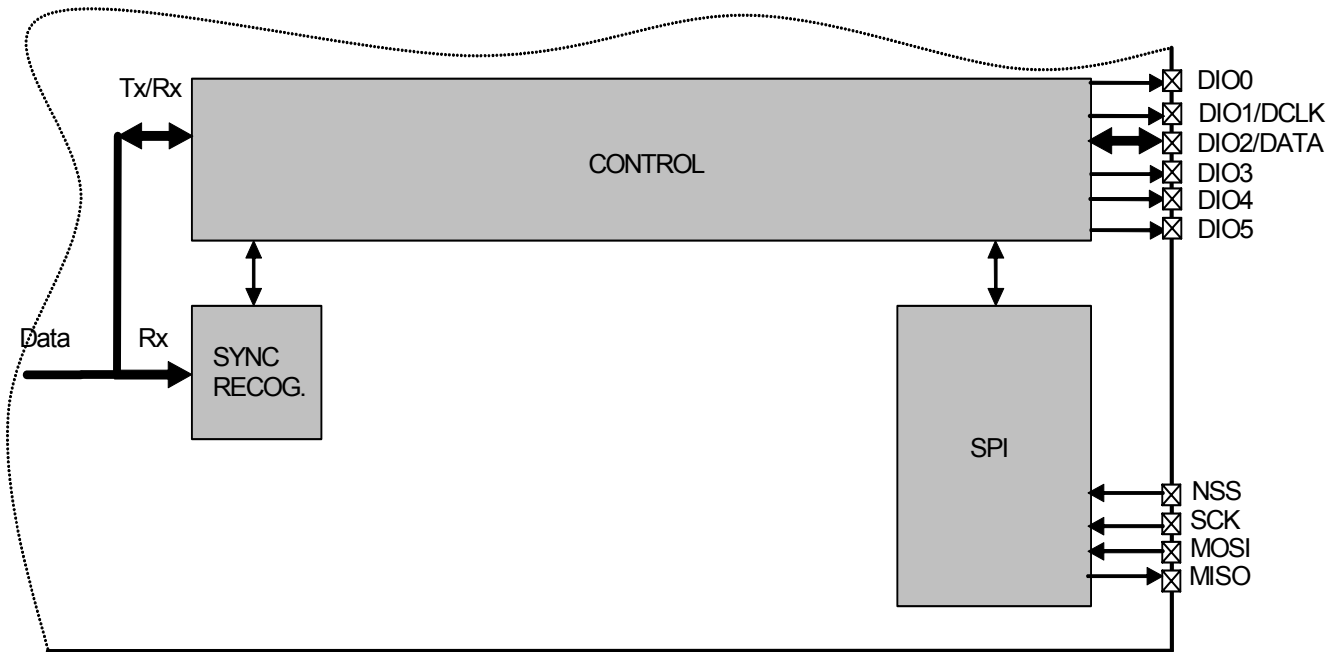 Tx/Rx
DIO0
DIO1/DCLK
DIO2/DATA
CONTROL
DIO3
DIO4
DIO5
Data
Rx
SYNC
RECOG.
SPI
NSS
SCK
MOSI
MISO